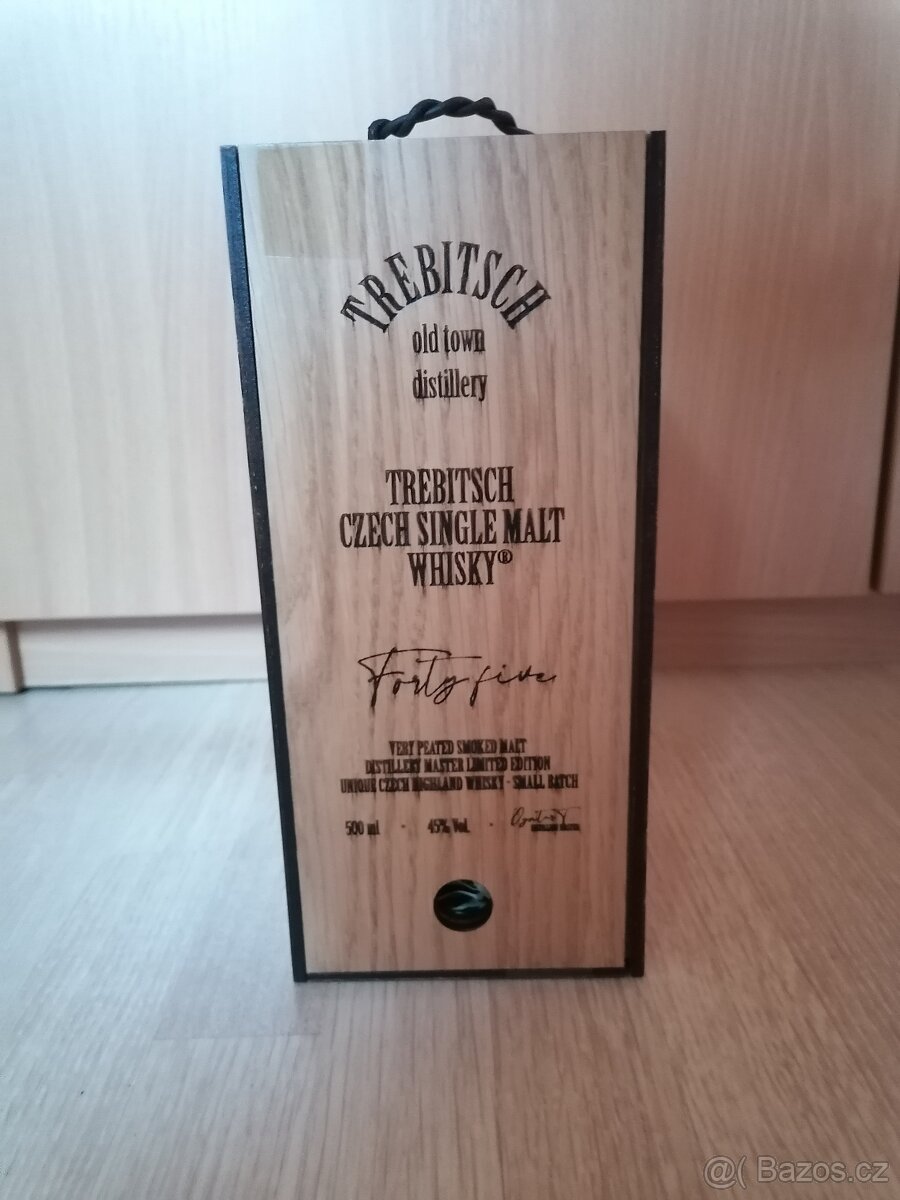 TREBITSCH
old town
distillery
TREBITSCH
CZECH SINGLE MALT
WHISKY®
Forty five
VERY PEATED SMOKED MALT
DISTILLERY MASTER LIMITED EDITION
UNIQUE CZECH HIGHLAND WHISKY - SMALL BATCH
500 ml - 45% Vol. -
@( Bazos.cz